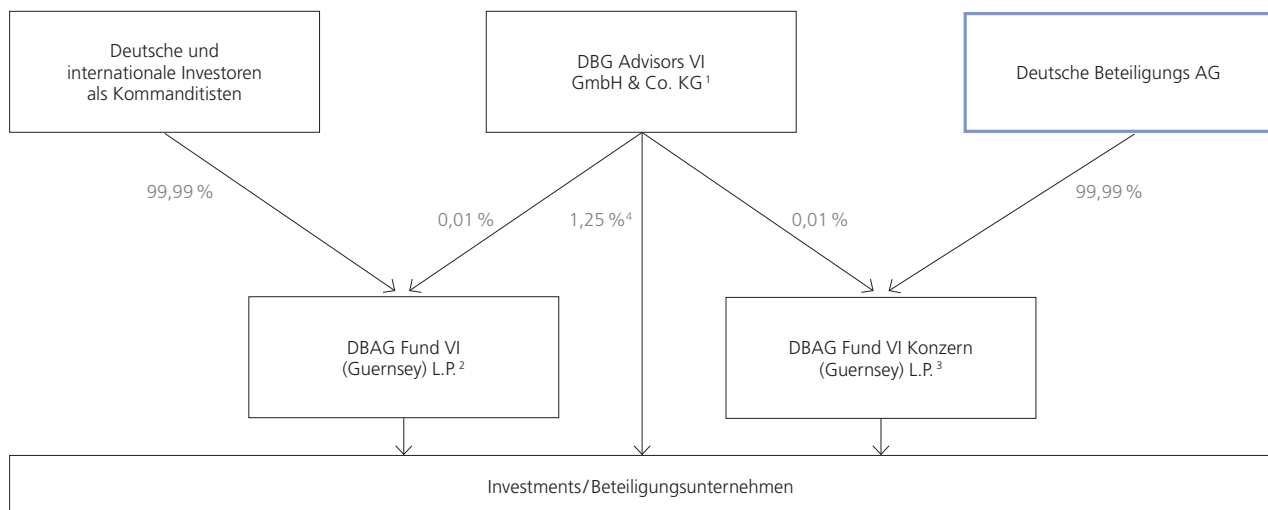 Deutsche und
internationale Investoren
als Kommanditisten
DBG Advisors VI
GmbH & Co. KG ¹
Deutsche Beteiligungs AG
99,99 %
0,01 %
1,25 %⁴
0,01 %
99,99 %
DBAG Fund VI
(Guernsey) L.P. ²
DBAG Fund VI Konzern
(Guernsey) L.P. ³
Investments/Beteiligungsunternehmen